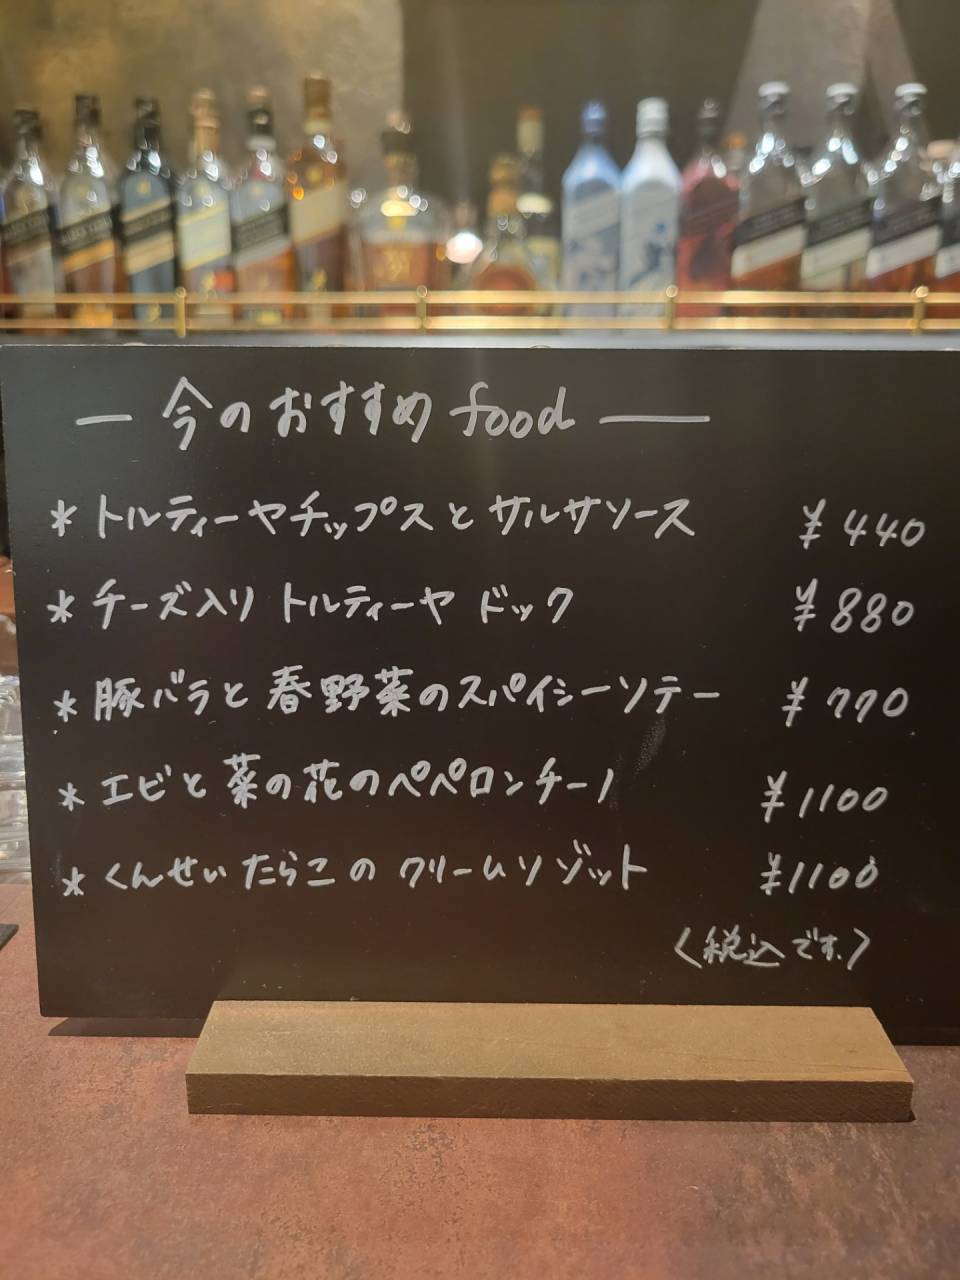 — 今のおすすめ food —
* トルティーヤチップスとサルサソース ¥440
* チーズ入り トルティーヤ ドック ¥880
* 豚バラと春野菜のスパイシーソテー ¥770
* エビと菜の花のペペロンチーノ ¥1100
* くんせいたらこの クリームリゾット ¥1100
〈税込です。〉